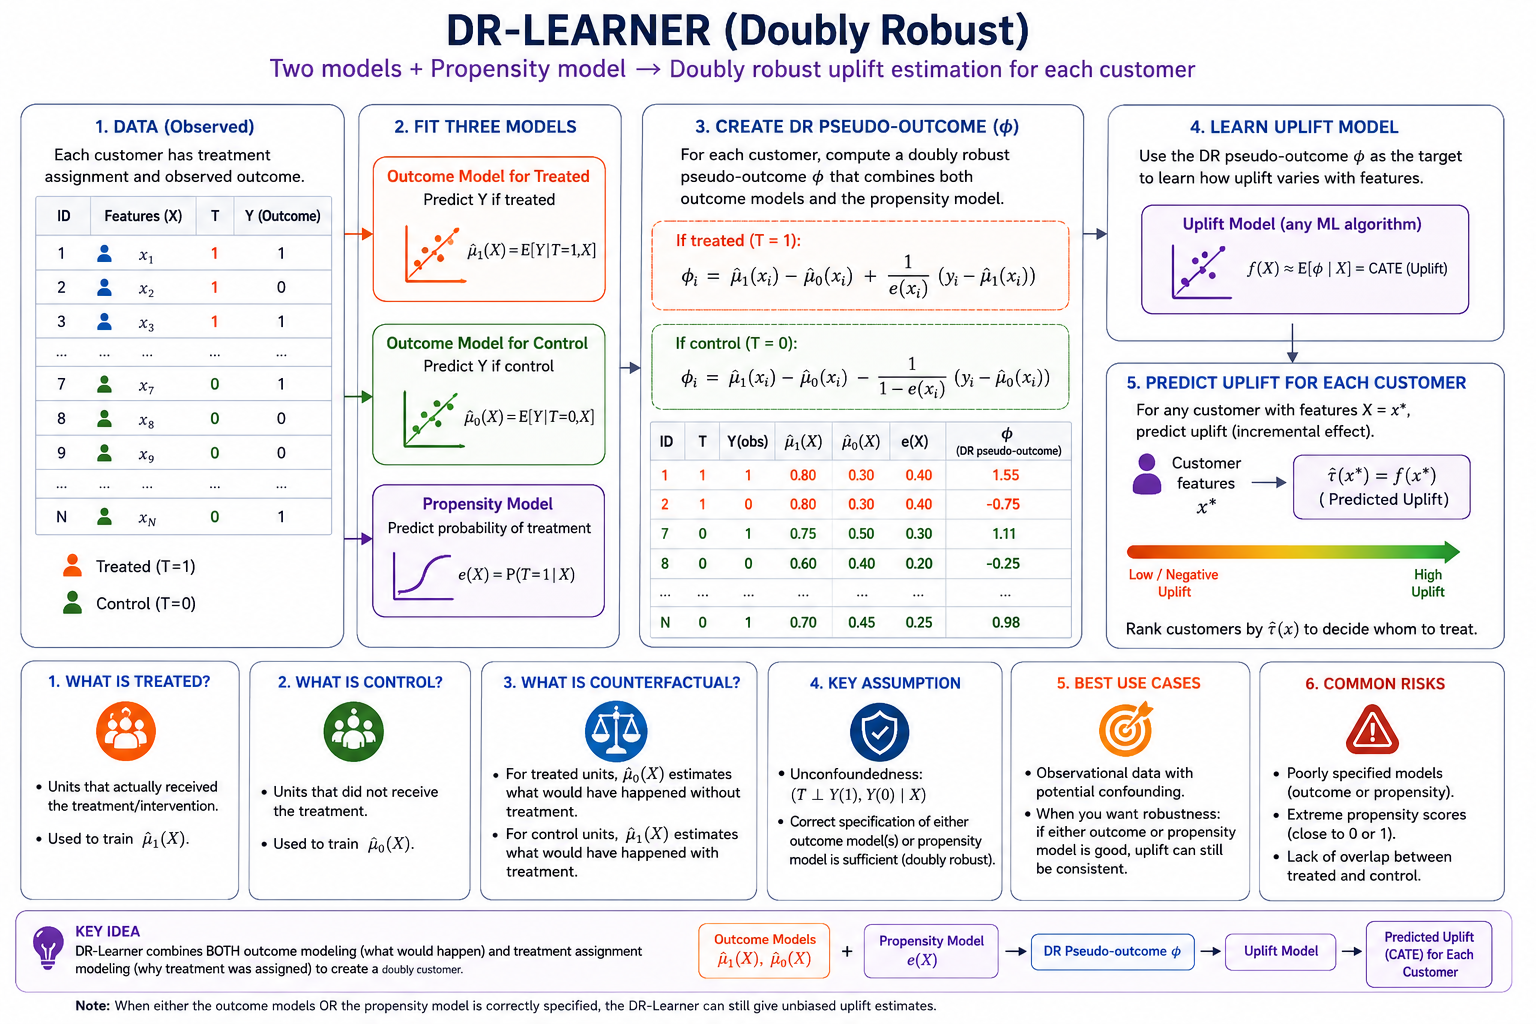 DR-LEARNER (Doubly Robust)
Two models + Propensity model → Doubly robust uplift estimation for each customer
1. DATA (Observed)
Each customer has treatment
assignment and observed outcome.
ID Features (X) T Y (Outcome)
1 x₁ 1 1
2 x₂ 1 0
3 x₃ 1 1
... ... ... ... ...
7 x₇ 0 1
8 x₈ 0 0
9 x₉ 0 0
... ... ... ... ...
N x_N 0 1
Treated (T=1)
Control (T=0)
2. FIT THREE MODELS
Outcome Model for Treated
Predict Y if treated
μ̂₁(X) = E[Y|T=1,X]
Outcome Model for Control
Predict Y if control
μ̂₀(X) = E[Y|T=0,X]
Propensity Model
Predict probability of treatment
e(X) = P(T=1|X)
3. CREATE DR PSEUDO-OUTCOME (ϕ)
For each customer, compute a doubly robust
pseudo-outcome ϕ that combines both
outcome models and the propensity model.
If treated (T = 1):
ϕᵢ = μ̂₁(xᵢ) − μ̂₀(xᵢ) + 1/e(xᵢ) (yᵢ − μ̂₁(xᵢ))
If control (T = 0):
ϕᵢ = μ̂₁(xᵢ) − μ̂₀(xᵢ) − 1/(1 − e(xᵢ)) (yᵢ − μ̂₀(xᵢ))
ID T Y(obs) μ̂₁(X) μ̂₀(X) e(X) ϕ
(DR pseudo-outcome)
1 1 1 0.80 0.30 0.40 1.55
2 1 0 0.80 0.30 0.40 -0.75
7 0 1 0.75 0.50 0.30 1.11
8 0 0 0.60 0.40 0.20 -0.25
... ... ... ... ... ... ...
N 0 1 0.70 0.45 0.25 0.98
4. LEARN UPLIFT MODEL
Use the DR pseudo-outcome ϕ as the target
to learn how uplift varies with features.
Uplift Model (any ML algorithm)
f(X) ≈ E[ϕ | X] = CATE (Uplift)
5. PREDICT UPLIFT FOR EACH CUSTOMER
For any customer with features X = x*,
predict uplift (incremental effect).
Customer
features
x*
τ̂(x*) = f(x*)
( Predicted Uplift)
Low / Negative
Uplift
High
Uplift
Rank customers by τ̂(x) to decide whom to treat.
1. WHAT IS TREATED?
• Units that actually received
the treatment/intervention.
• Used to train μ̂₁(X).
2. WHAT IS CONTROL?
• Units that did not receive
the treatment.
• Used to train μ̂₀(X).
3. WHAT IS COUNTERFACTUAL?
• For treated units, μ̂₀(X) estimates
what would have happened without
treatment.
• For control units, μ̂₁(X) estimates
what would have happened with
treatment.
4. KEY ASSUMPTION
• Unconfoundedness:
(T ⊥ Y(1), Y(0) | X)
• Correct specification of either
outcome model(s) or propensity
model is sufficient (doubly robust).
5. BEST USE CASES
• Observational data with
potential confounding.
• When you want robustness:
if either outcome or propensity
model is good, uplift can still
be consistent.
6. COMMON RISKS
• Poorly specified models
(outcome or propensity).
• Extreme propensity scores
(close to 0 or 1).
• Lack of overlap between
treated and control.
KEY IDEA
DR-Learner combines BOTH outcome modeling (what would happen) and treatment assignment
modeling (why treatment was assigned) to create a doubly customer.
Outcome Models
μ̂₁(X), μ̂₀(X)
+
Propensity Model
e(X)
DR Pseudo-outcome ϕ
Uplift Model
Predicted Uplift
(CATE) for Each
Customer
Note: When either the outcome models OR the propensity model is correctly specified, the DR-Learner can still give unbiased uplift estimates.